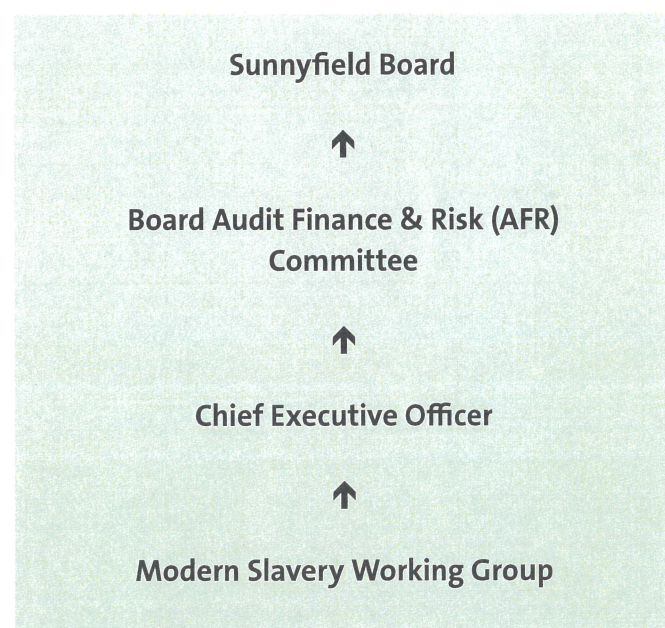 Sunnyfield Board
Board Audit Finance & Risk (AFR)
Committee
Chief Executive Officer
Modern Slavery Working Group